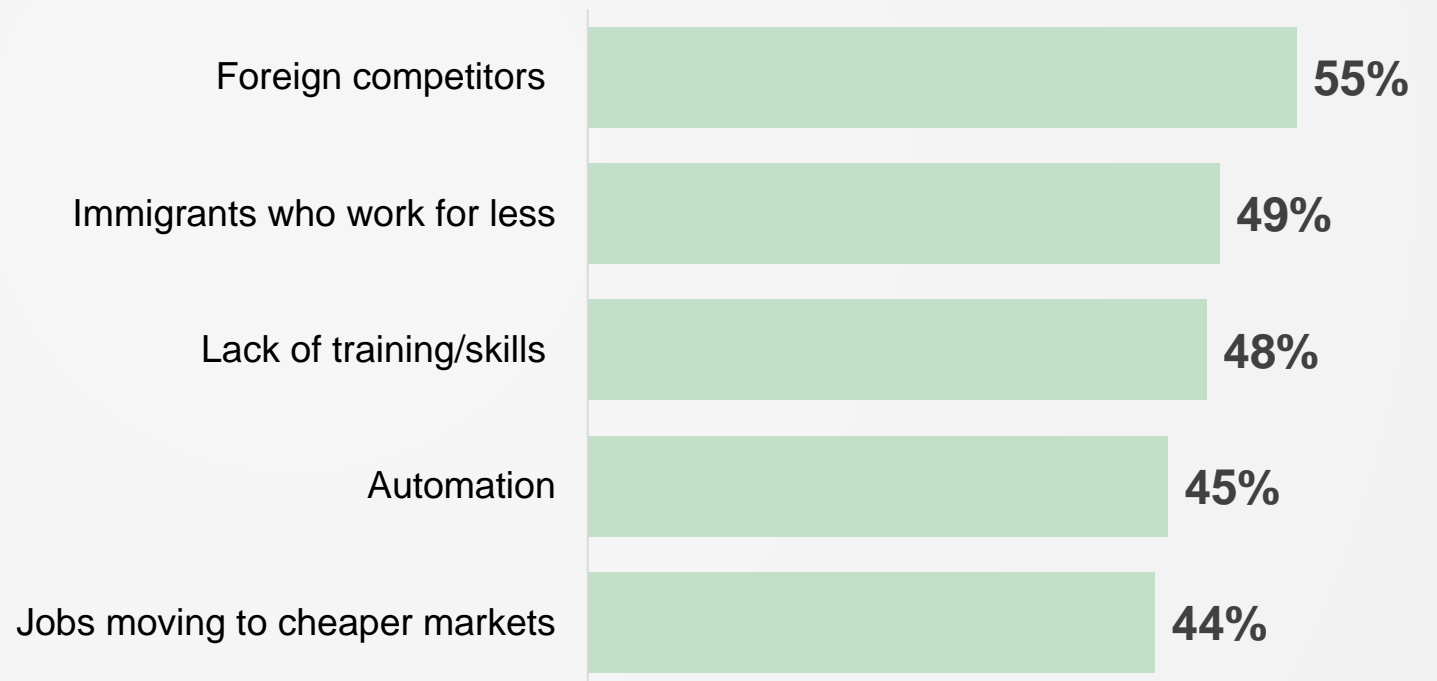 Foreign competitors 55%
Immigrants who work for less 49%
Lack of training/skills 48%
Automation 45%
Jobs moving to cheaper markets 44%